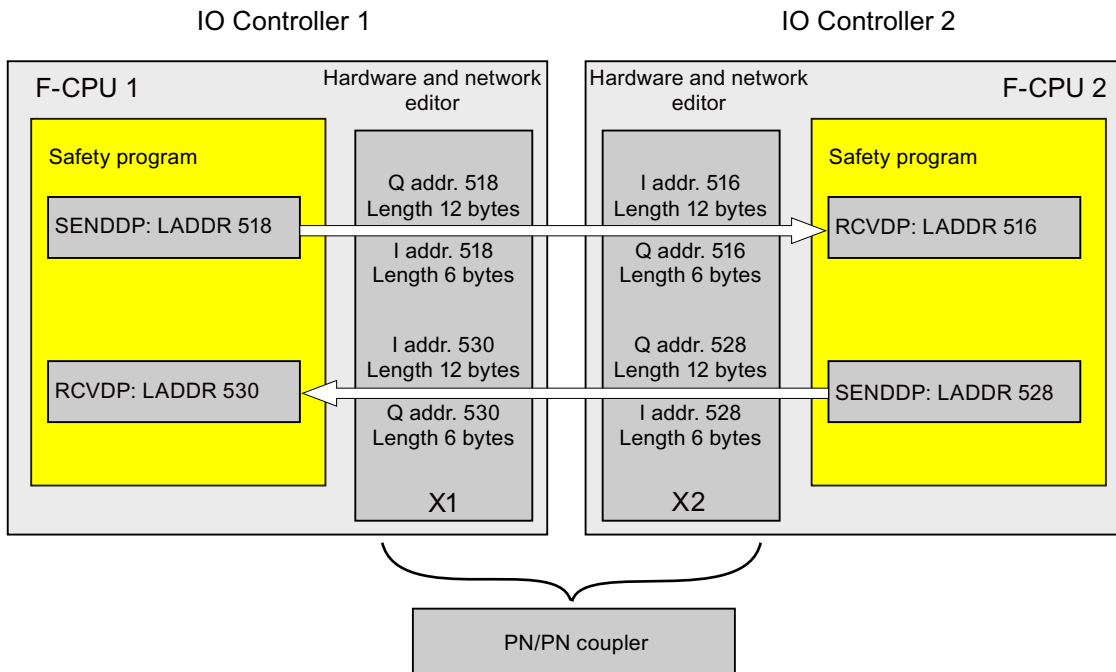 IO Controller 1
IO Controller 2
F-CPU 1
Hardware and network
editor
Hardware and network
editor
F-CPU 2
Safety program
Q addr. 518
Length 12 bytes
I addr. 516
Length 12 bytes
Safety program
SENDDP: LADDR 518
RCVDP: LADDR 516
I addr. 518
Length 6 bytes
Q addr. 516
Length 6 bytes
I addr. 530
Length 12 bytes
Q addr. 528
Length 12 bytes
RCVDP: LADDR 530
SENDDP: LADDR 528
Q addr. 530
Length 6 bytes
I addr. 528
Length 6 bytes
X1
X2
PN/PN coupler